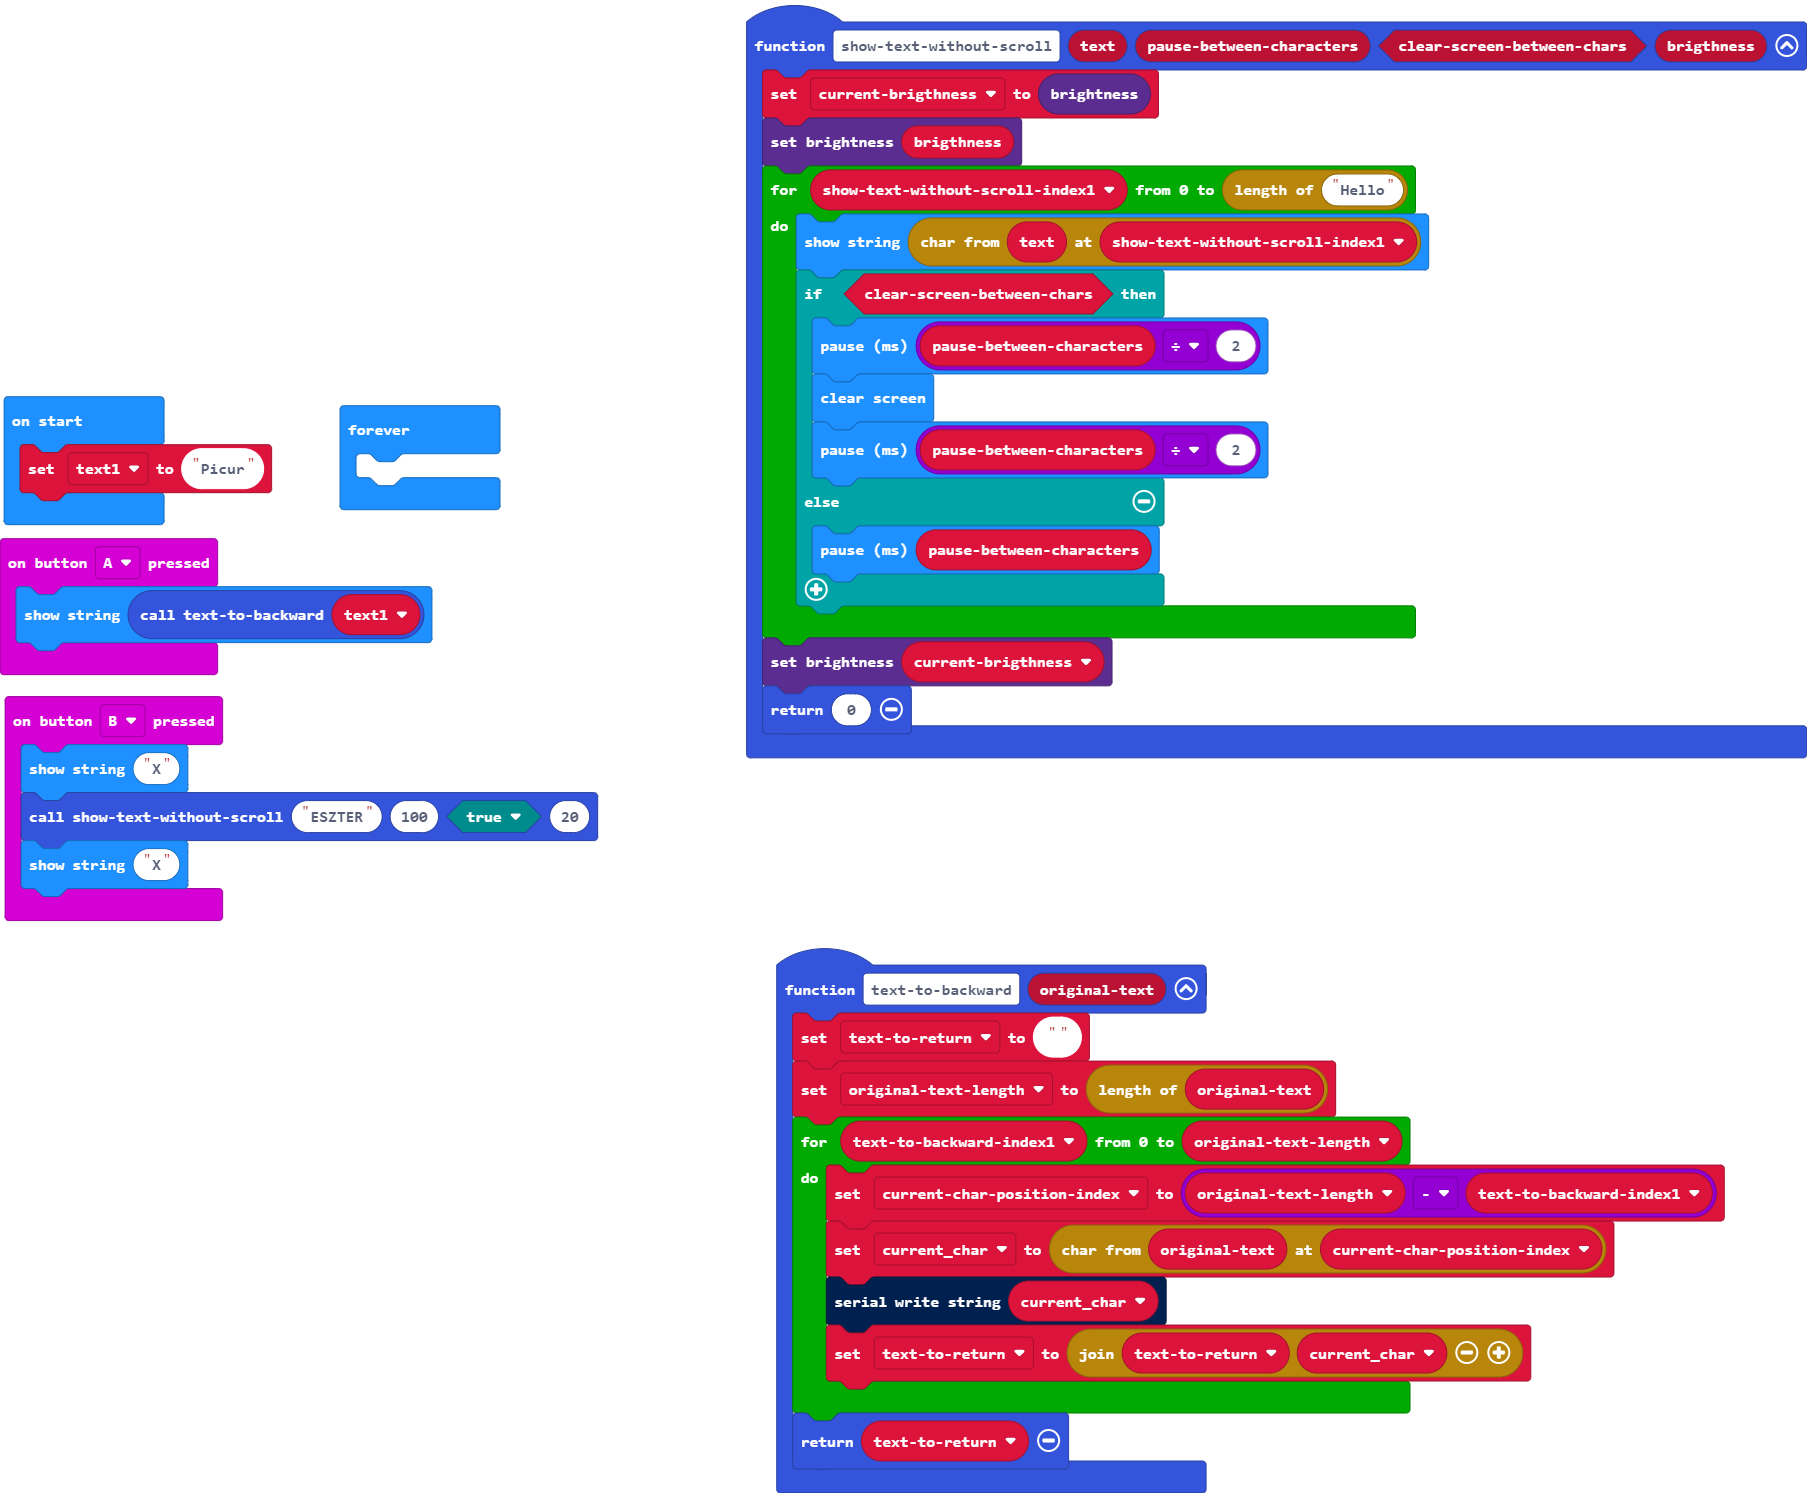 function show-text-without-scroll text pause-between-characters clear-screen-between-chars brigthness
set current-brigthness to brightness
set brightness brigthness
for show-text-without-scroll-index1 from 0 to length of "Hello"
do
show string char from text at show-text-without-scroll-index1
if clear-screen-between-chars then
pause (ms) pause-between-characters ÷ 2
clear screen
pause (ms) pause-between-characters ÷ 2
else
pause (ms) pause-between-characters
set brightness current-brigthness
return 0
on start
set text1 to "Picur"
forever
on button A pressed
show string call text-to-backward text1
on button B pressed
show string "X"
call show-text-without-scroll "ESZTER" 100 true 20
show string "X"
function text-to-backward original-text
set text-to-return to " "
set original-text-length to length of original-text
for text-to-backward-index1 from 0 to original-text-length
do
set current-char-position-index to original-text-length - text-to-backward-index1
set current_char to char from original-text at current-char-position-index
serial write string current_char
set text-to-return to join text-to-return current_char
return text-to-return